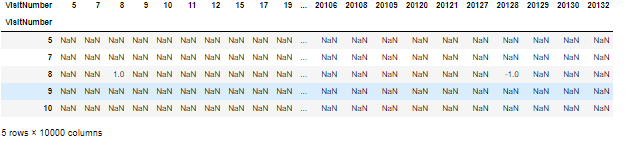 VisitNumber 5 7 8 9 10 11 12 15 17 19 ... 20106 20108 20109 20120 20121 20127 20128 20129 20130 20132
VisitNumber
5 NaN NaN NaN NaN NaN NaN NaN NaN NaN NaN ... NaN NaN NaN NaN NaN NaN NaN NaN NaN NaN
7 NaN NaN NaN NaN NaN NaN NaN NaN NaN NaN ... NaN NaN NaN NaN NaN NaN NaN NaN NaN NaN
8 NaN NaN 1.0 NaN NaN NaN NaN NaN NaN NaN ... NaN NaN NaN NaN NaN NaN -1.0 NaN NaN NaN
9 NaN NaN NaN NaN NaN NaN NaN NaN NaN NaN ... NaN NaN NaN NaN NaN NaN NaN NaN NaN NaN
10 NaN NaN NaN NaN NaN NaN NaN NaN NaN NaN ... NaN NaN NaN NaN NaN NaN NaN NaN NaN NaN
5 rows × 10000 columns